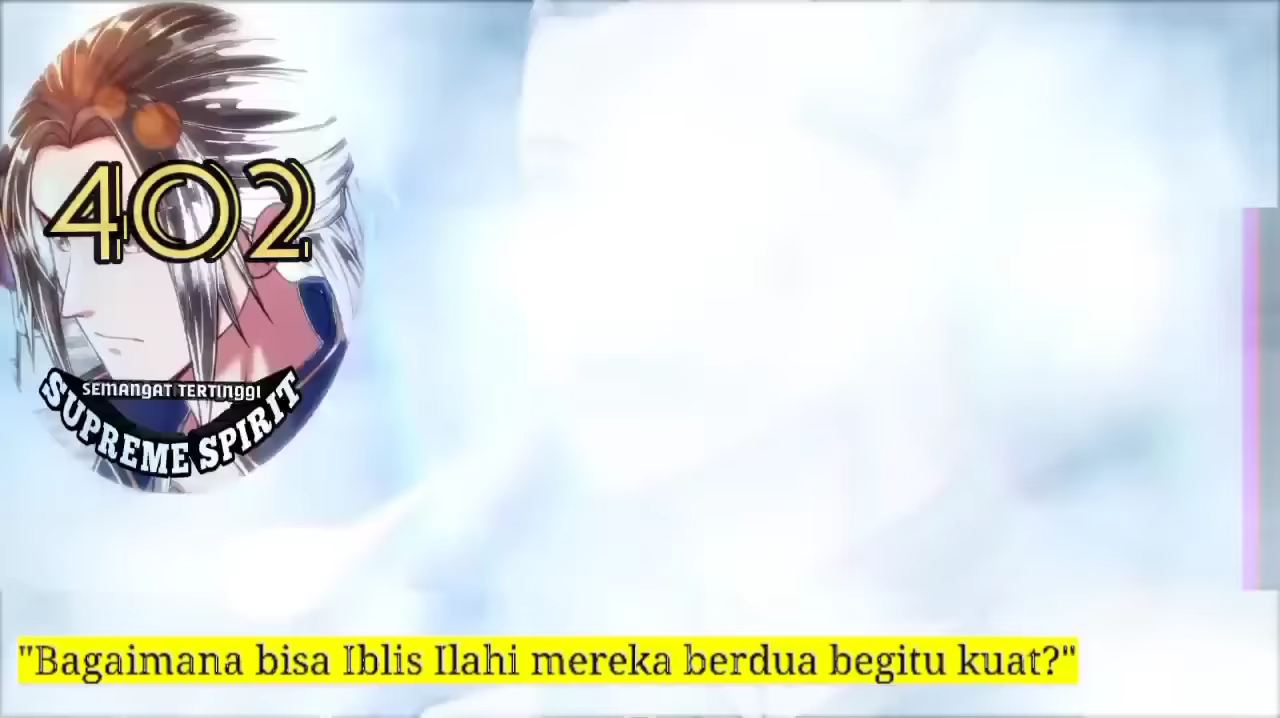 402
SEMANGAT TERTINGGI
SUPREME SPIRIT
"Bagaimana bisa Iblis Ilahi mereka berdua begitu kuat?"